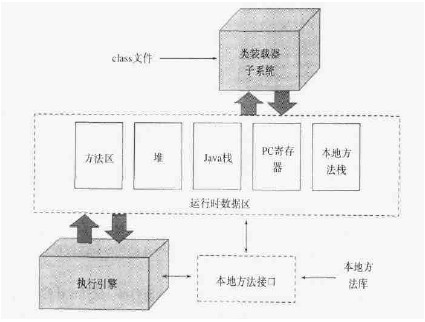 类装载器
子系统
class文件
方法区
堆
Java栈
PC寄存
器
本地方
法栈
运行时数据区
执行引擎
本地方法接口
本地方
法库